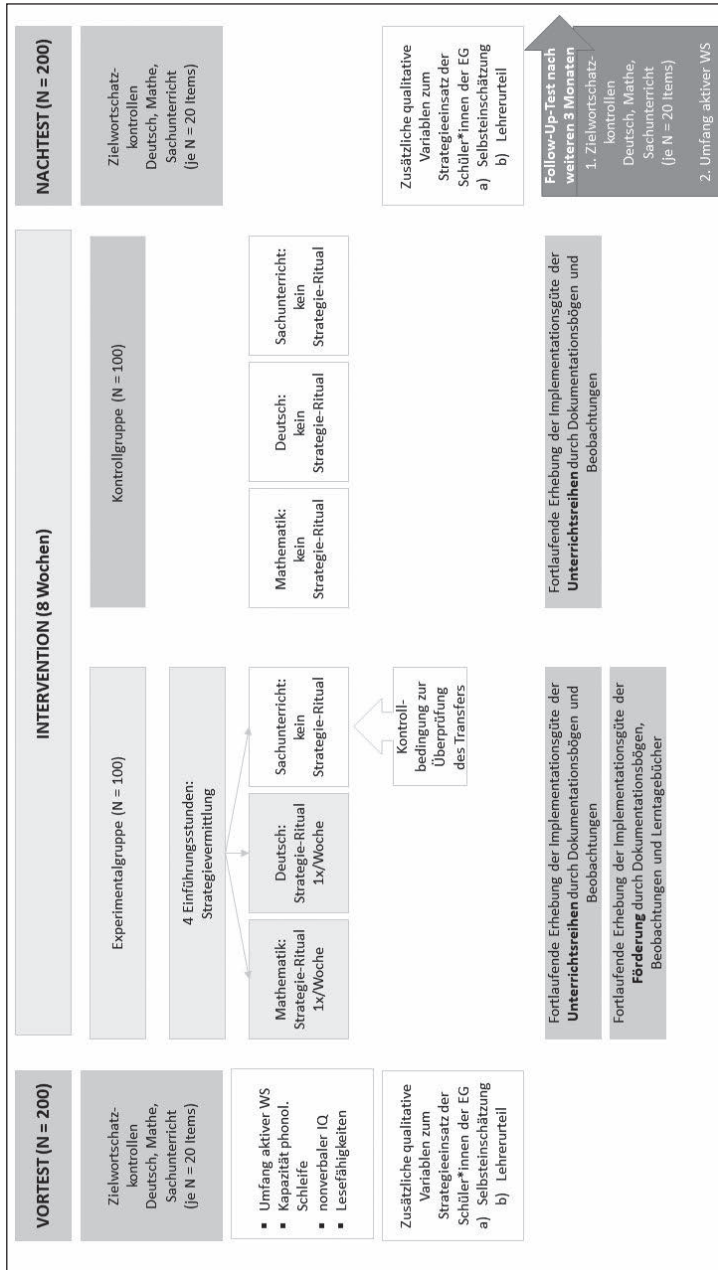 VORTEST (N = 200)
Zielwortschatz-
kontrollen
Deutsch, Mathe,
Sachunterricht
(je N = 20 Items)
▪ Umfang aktiver WS
▪ Kapazität phonol.
Schleife
▪ nonverbaler IQ
▪ Lesefähigkeiten
Zusätzliche qualitative
Variablen zum
Strategieeinsatz der
Schüler*innen der EG
a) Selbsteinschätzung
b) Lehrerurteil
INTERVENTION (8 Wochen)
Experimentalgruppe (N = 100)
4 Einführungsstunden:
Strategievermittlung
Mathematik:
Strategie-Ritual
1x/Woche
Deutsch:
Strategie-Ritual
1x/Woche
Sachunterricht:
kein
Strategie-Ritual
Kontroll-
bedingung zur
Überprüfung
des Transfers
Fortlaufende Erhebung der Implementationsgüte der
Unterrichtsreihen durch Dokumentationsbögen und
Beobachtungen
Fortlaufende Erhebung der Implementationsgüte der
Förderung durch Dokumentationsbögen,
Beobachtungen und Lerntagebücher
Kontrollgruppe (N = 100)
Mathematik:
kein
Strategie-Ritual
Deutsch:
kein
Strategie-Ritual
Sachunterricht:
kein
Strategie-Ritual
Fortlaufende Erhebung der Implementationsgüte der
Unterrichtsreihen durch Dokumentationsbögen und
Beobachtungen
NACHTEST (N = 200)
Zielwortschatz-
kontrollen
Deutsch, Mathe,
Sachunterricht
(je N = 20 Items)
Zusätzliche qualitative
Variablen zum
Strategieeinsatz der
Schüler*innen der EG
a) Selbsteinschätzung
b) Lehrerurteil
Follow-Up-Test nach
weiteren 3 Monaten
1. Zielwortschatz-
kontrollen
Deutsch, Mathe,
Sachunterricht
(je N = 20 Items)
2. Umfang aktiver WS